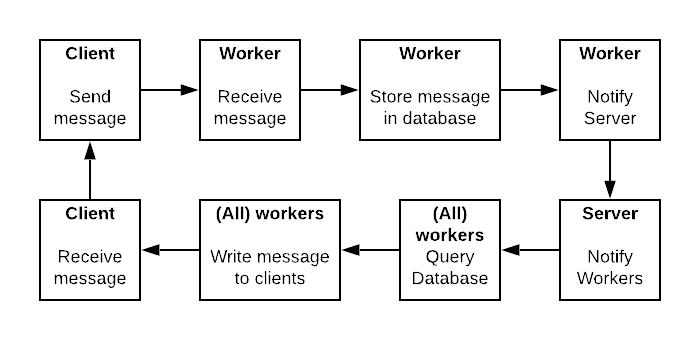 Client
Send
message
Worker
Receive
message
Worker
Store message
in database
Worker
Notify
Server
Client
Receive
message
(All) workers
Write message
to clients
(All)
workers
Query
Database
Server
Notify
Workers